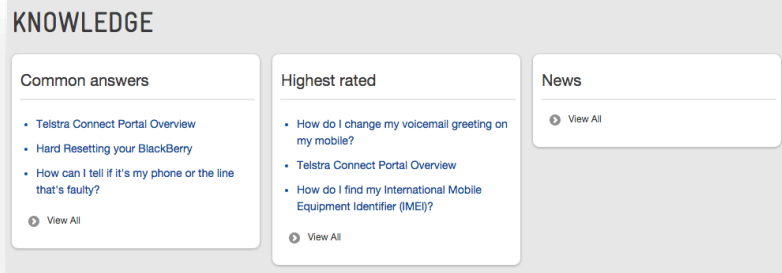 KNOWLEDGE
Common answers
Telstra Connect Portal Overview
Hard Resetting your BlackBerry
How can I tell if it's my phone or the line
that's faulty?
View All
Highest rated
How do I change my voicemail greeting on
my mobile?
Telstra Connect Portal Overview
How do I find my International Mobile
Equipment Identifier (IMEI)?
View All
News
View All